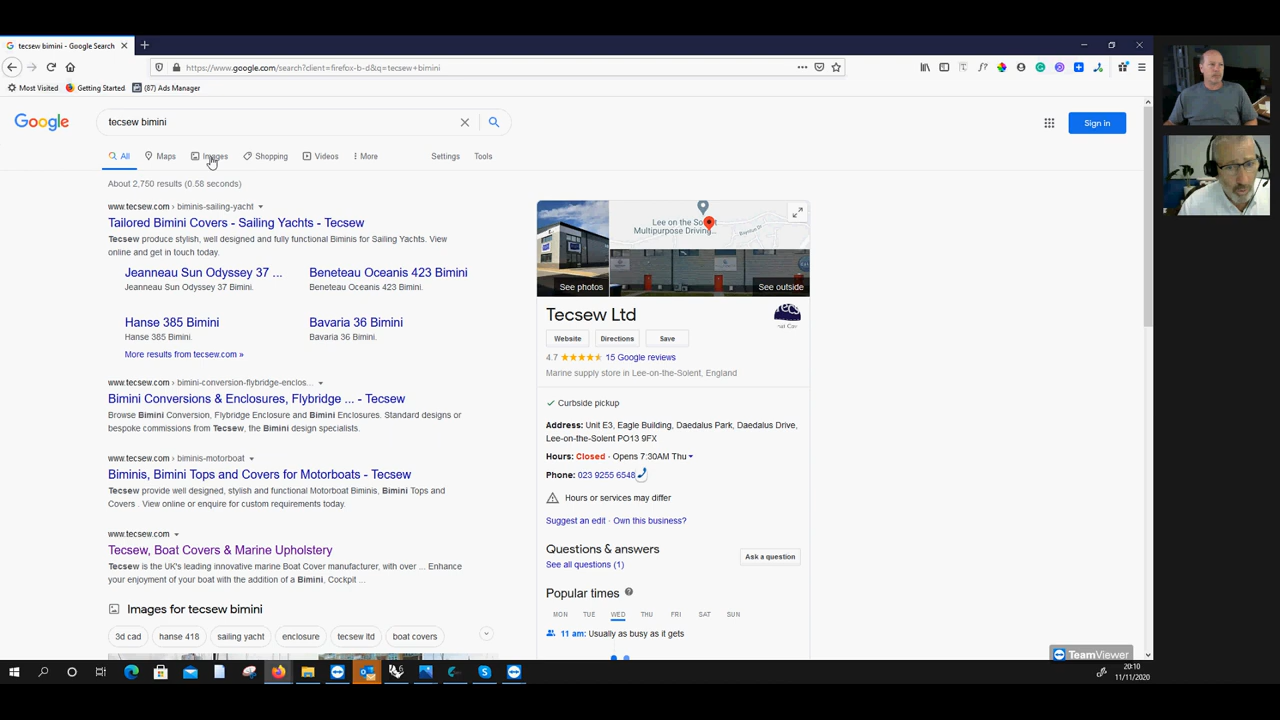 tecsew bimini - Google Search
https://www.google.com/search?client=firefox-b-d&q=tecsew+bimini
Most Visited
Getting Started
(87) Ads Manager
Google
tecsew bimini
Sign in
All
Maps
Images
Shopping
Videos
More
Settings
Tools
About 2,750 results (0.58 seconds)
www.tecsew.com › biminis-sailing-yacht
Tailored Bimini Covers - Sailing Yachts - Tecsew
Tecsew produce stylish, well designed and fully functional Biminis for Sailing Yachts. View
online and get in touch today.
Jeanneau Sun Odyssey 37 ...
Jeanneau Sun Odyssey 37 Bimini.
Beneteau Oceanis 423 Bimini
Beneteau Oceanis 423 Bimini.
Hanse 385 Bimini
Hanse 385 Bimini.
Bavaria 36 Bimini
Bavaria 36 Bimini.
More results from tecsew.com »
www.tecsew.com › bimini-conversion-flybridge-enclos...
Bimini Conversions & Enclosures, Flybridge ... - Tecsew
Browse Bimini Conversion, Flybridge Enclosure and Bimini Enclosures. Standard designs or
bespoke commissions from Tecsew, the Bimini design specialists.
www.tecsew.com › biminis-motorboat
Biminis, Bimini Tops and Covers for Motorboats - Tecsew
Tecsew provide well designed, stylish and functional Motorboat Biminis, Bimini Tops and
Covers . View online or enquire for custom requirements today.
www.tecsew.com
Tecsew, Boat Covers & Marine Upholstery
Tecsew is the UK's leading innovative marine Boat Cover manufacturer, with over ... Enhance
your enjoyment of your boat with the addition of a Bimini, Cockpit ...
Images for tecsew bimini
3d cad
hanse 418
sailing yacht
enclosure
tecsew ltd
boat covers
Lee on the Solent
Multipurpose Driving...
See photos
See outside
Tecsew Ltd
Website
Directions
Save
4.7
15 Google reviews
Marine supply store in Lee-on-the-Solent, England
Curbside pickup
Address: Unit E3, Eagle Building, Daedalus Park, Daedalus Drive,
Lee-on-the-Solent PO13 9FX
Hours: Closed · Opens 7:30AM Thu
Phone: 023 9255 6548
Hours or services may differ
Suggest an edit · Own this business?
Questions & answers
See all questions (1)
Ask a question
Popular times
MON TUE WED THU FRI SAT SUN
11 am: Usually as busy as it gets
TeamViewer
20:10
11/11/2020